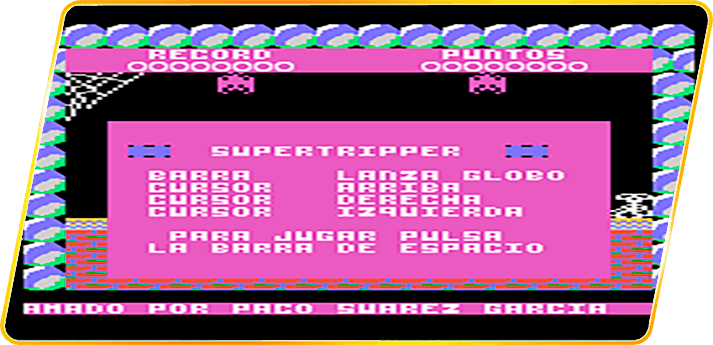 RECORD PUNTOS
00000000 00000000
SUPERTRIPPER
BARRA LANZA GLOBO
CURSOR ARRIBA
CURSOR DERECHA
CURSOR IZQUIERDA
PARA JUGAR PULSA
LA BARRA DE ESPACIO
AMADO POR PACO SUAREZ GARCIA